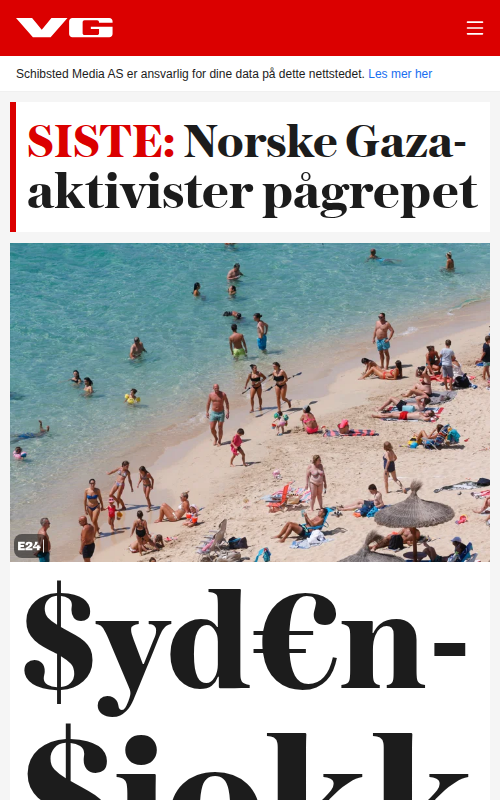 VG
Schibsted Media AS er ansvarlig for dine data på dette nettstedet. Les mer her
SISTE: Norske Gaza-
aktivister pågrepet
E24
$yd€n-
$jokk